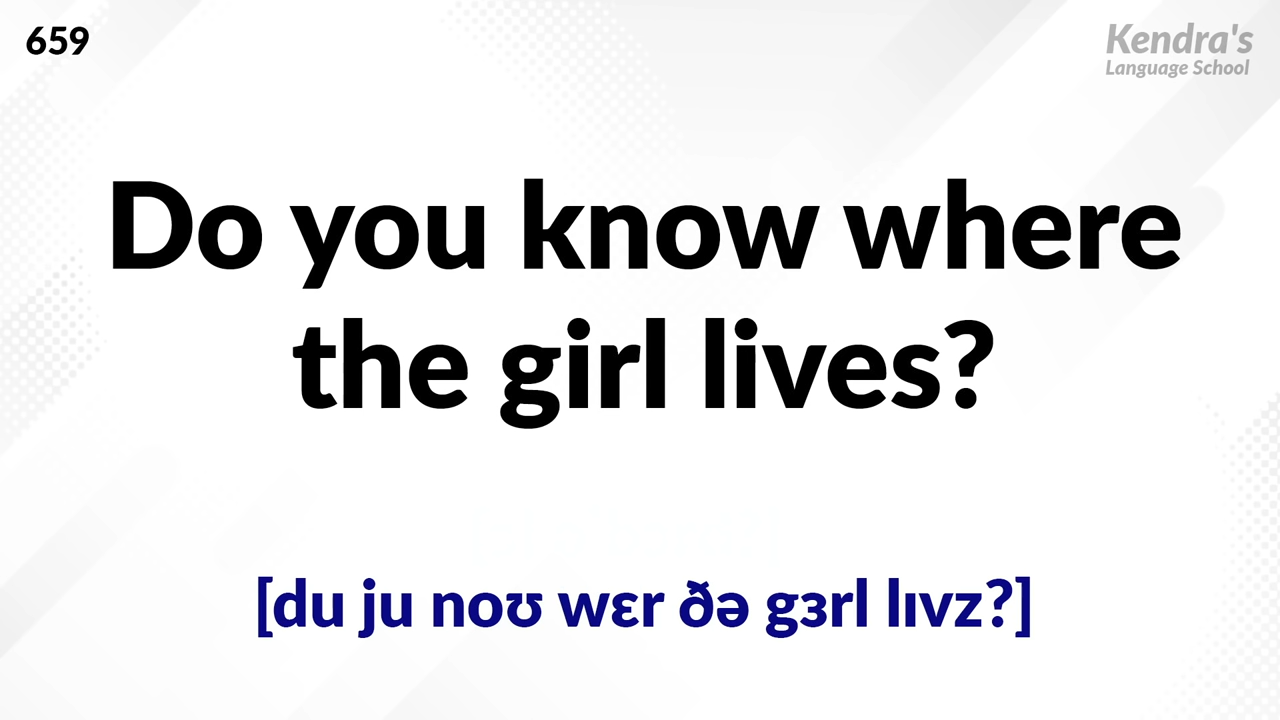 659
Kendra's
Language School
Do you know where
the girl lives?
[du ju noʊ wɛr ðə gɜrl lɪvz?]